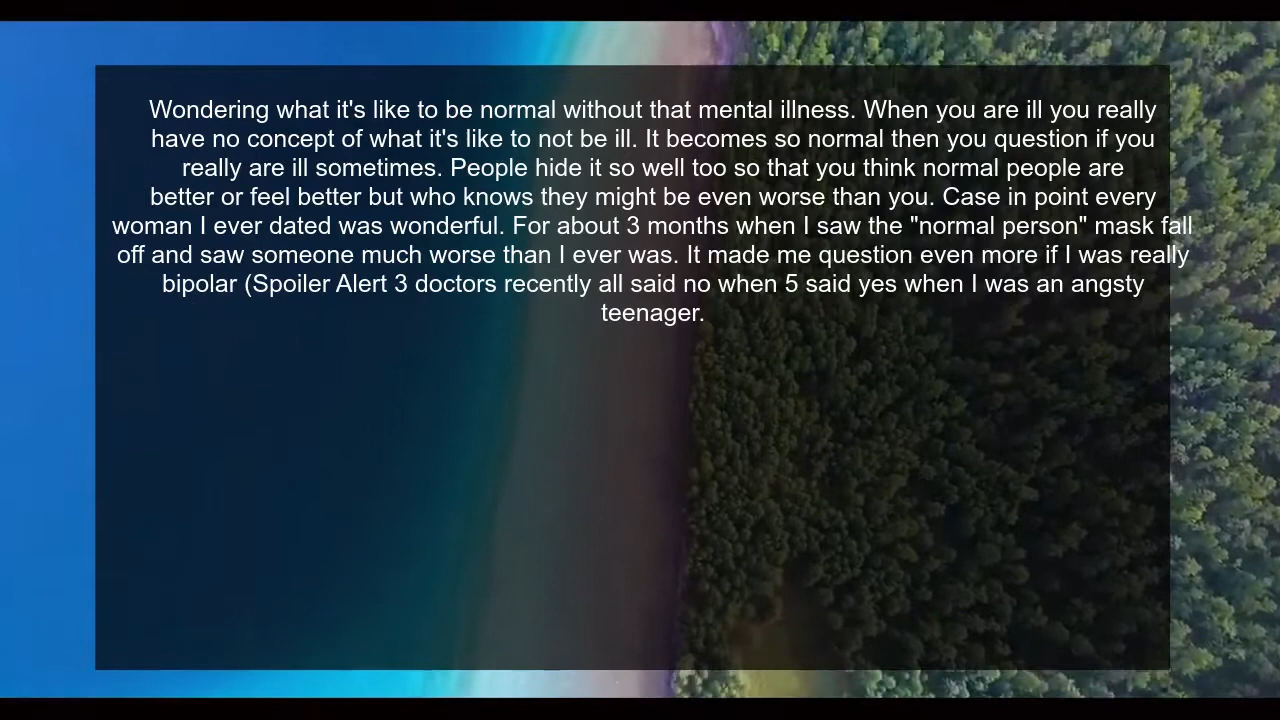 Wondering what it's like to be normal without that mental illness. When you are ill you really
have no concept of what it's like to not be ill. It becomes so normal then you question if you
really are ill sometimes. People hide it so well too so that you think normal people are
better or feel better but who knows they might be even worse than you. Case in point every
woman I ever dated was wonderful. For about 3 months when I saw the "normal person" mask fall
off and saw someone much worse than I ever was. It made me question even more if I was really
bipolar (Spoiler Alert 3 doctors recently all said no when 5 said yes when I was an angsty
teenager.